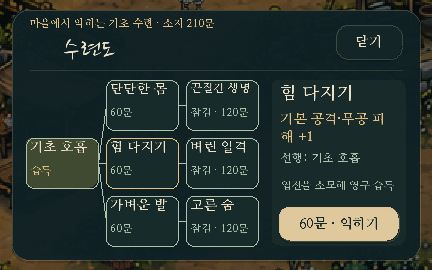 마을에서 익히는 기초 수련 · 소지 210문
수련도
닫기
단단한 몸
60문
끈질긴 생명
잠김 · 120문
기초 호흡
습득
힘 다지기
60문
벼린 일격
잠김 · 120문
가벼운 발
60문
고른 숨
잠김 · 120문
힘 다지기
기본 공격·무공 피
해 +1
선행: 기초 호흡
엽전을 소모해 영구 습득
60문 · 익히기